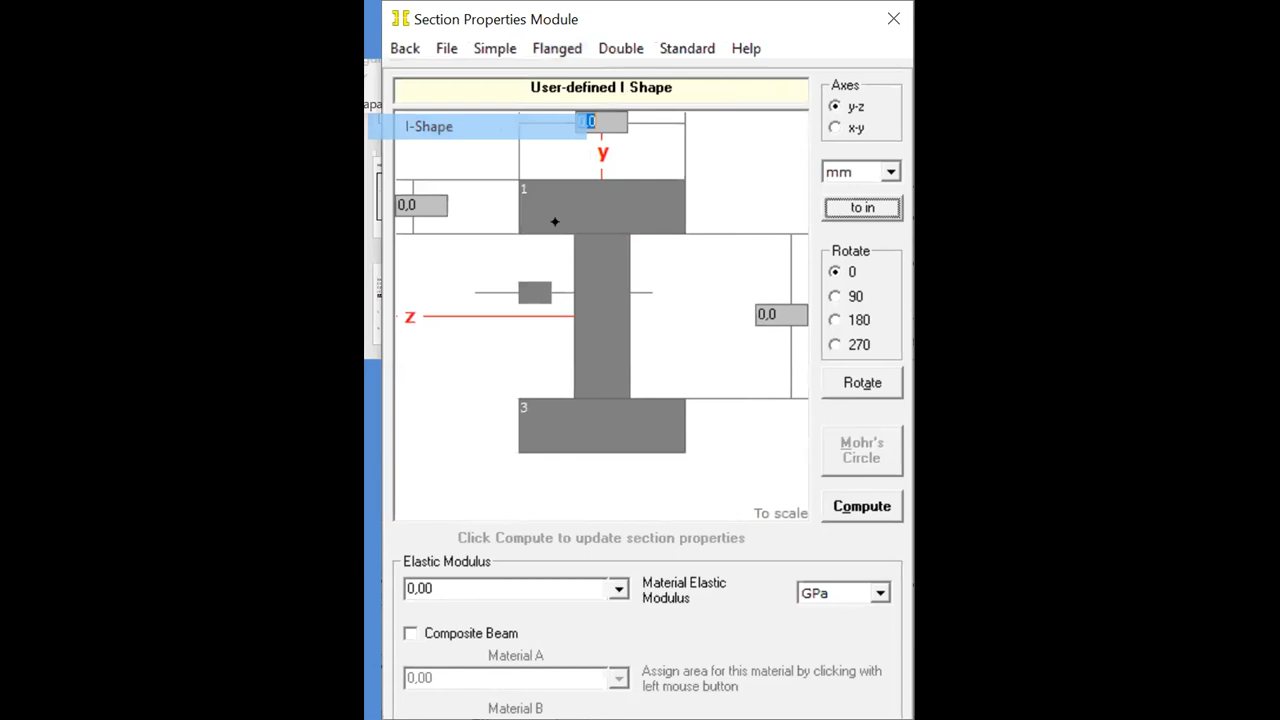 Section Properties Module
Back File Simple Flanged Double Standard Help
User-defined I Shape
Axes
y-z
x-y
I-Shape
0,0
y
mm
1
0,0
to in
Rotate
0
90
180
270
z
0,0
Rotate
3
Mohr's
Circle
Compute
To scale
Click Compute to update section properties
Elastic Modulus
0,00
Material Elastic
Modulus
GPa
Composite Beam
Material A
0,00
Assign area for this material by clicking with
left mouse button
Material B